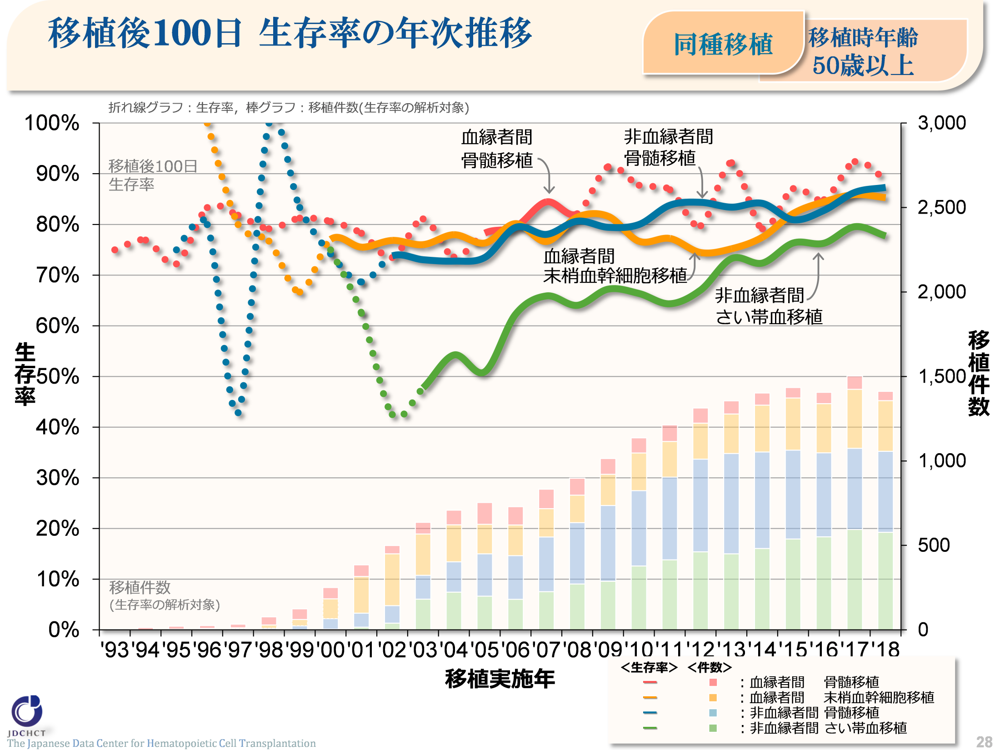 移植後100日 生存率の年次推移
同種移植
移植時年齢
50歳以上
折れ線グラフ：生存率，棒グラフ：移植件数(生存率の解析対象)
100%
90%
80%
70%
60%
50%
40%
30%
20%
10%
0%
生存率
移植後100日
生存率
血縁者間
骨髄移植
非血縁者間
骨髄移植
血縁者間
末梢血幹細胞移植
非血縁者間
さい帯血移植
移植件数
(生存率の解析対象)
3,000
2,500
2,000
1,500
1,000
500
0
移植件数
'93 '94 '95 '96 '97 '98 '99 '00 '01 '02 '03 '04 '05 '06 '07 '08 '09 '10 '11 '12 '13 '14 '15 '16 '17 '18
移植実施年
＜生存率＞ ＜件数＞
：血縁者間 骨髄移植
：血縁者間 末梢血幹細胞移植
：非血縁者間 骨髄移植
：非血縁者間 さい帯血移植
JDCHCT
The Japanese Data Center for Hematopoietic Cell Transplantation
28